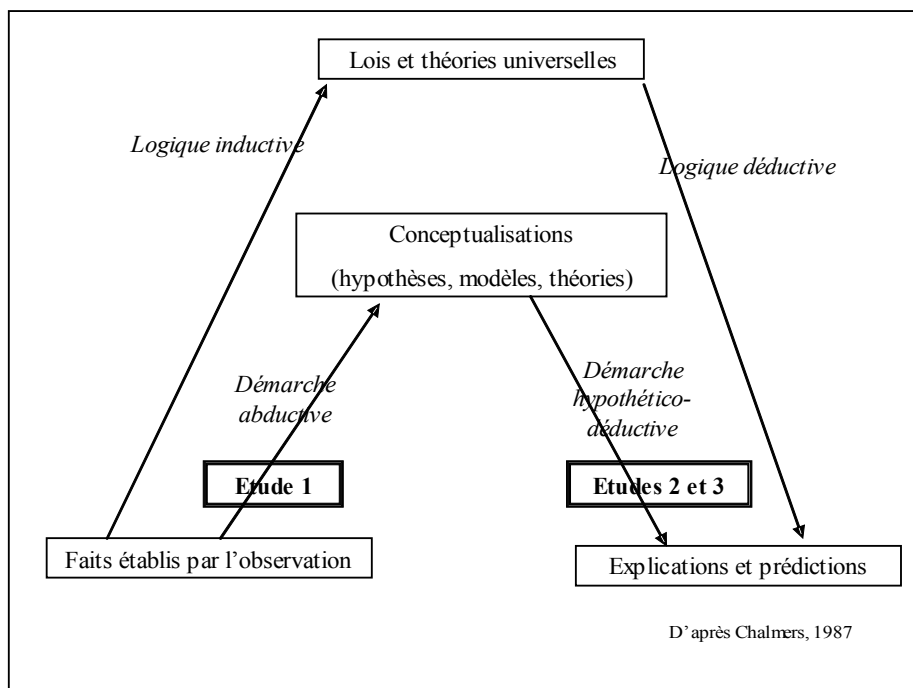 Lois et théories universelles
Logique inductive
Logique déductive
Conceptualisations
(hypothèses, modèles, théories)
Démarche
abductive
Démarche
hypothético-
déductive
Etude 1
Etudes 2 et 3
Faits établis par l'observation
Explications et prédictions
D'après Chalmers, 1987